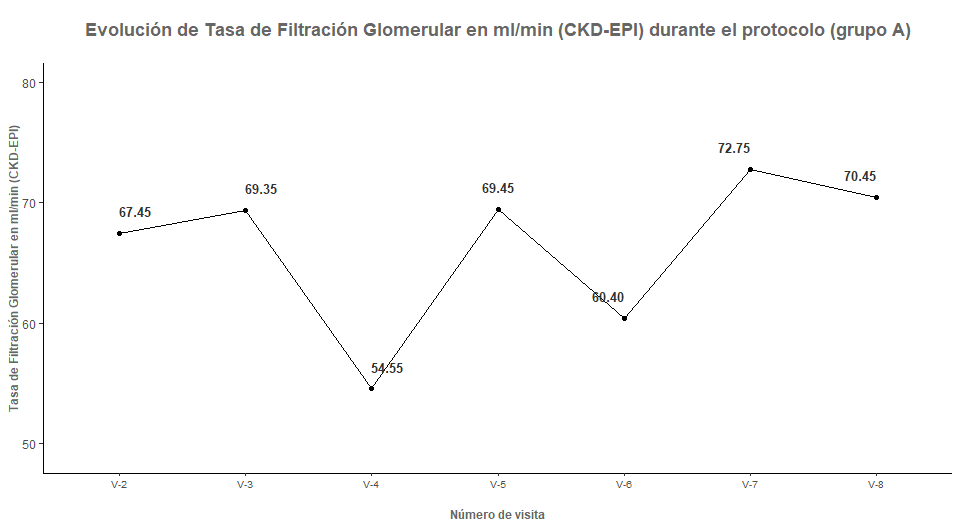 Evolución de Tasa de Filtración Glomerular en ml/min (CKD-EPI) durante el protocolo (grupo A)
Tasa de Filtración Glomerular en ml/min (CKD-EPI)
80
70
60
50
67.45
69.35
54.55
69.45
60.40
72.75
70.45
V-2
V-3
V-4
V-5
V-6
V-7
V-8
Número de visita